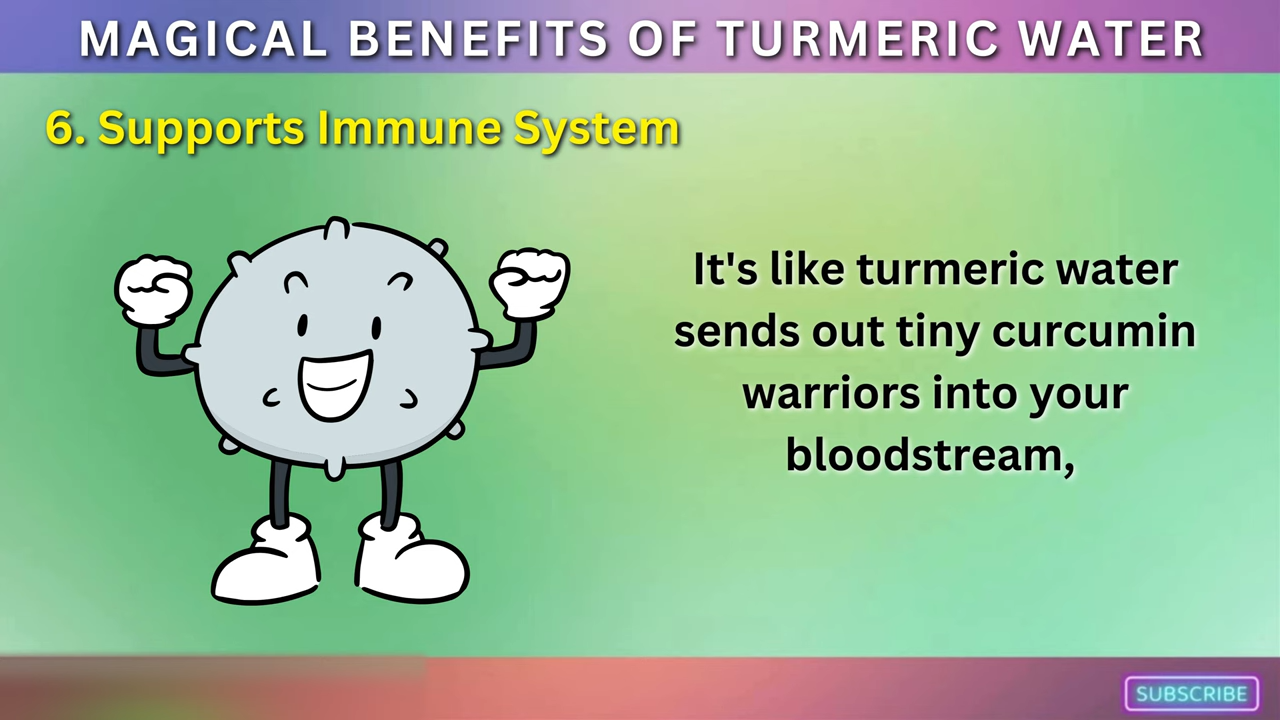 MAGICAL BENEFITS OF TURMERIC WATER
6. Supports Immune System
It's like turmeric water
sends out tiny curcumin
warriors into your
bloodstream,
SUBSCRIBE